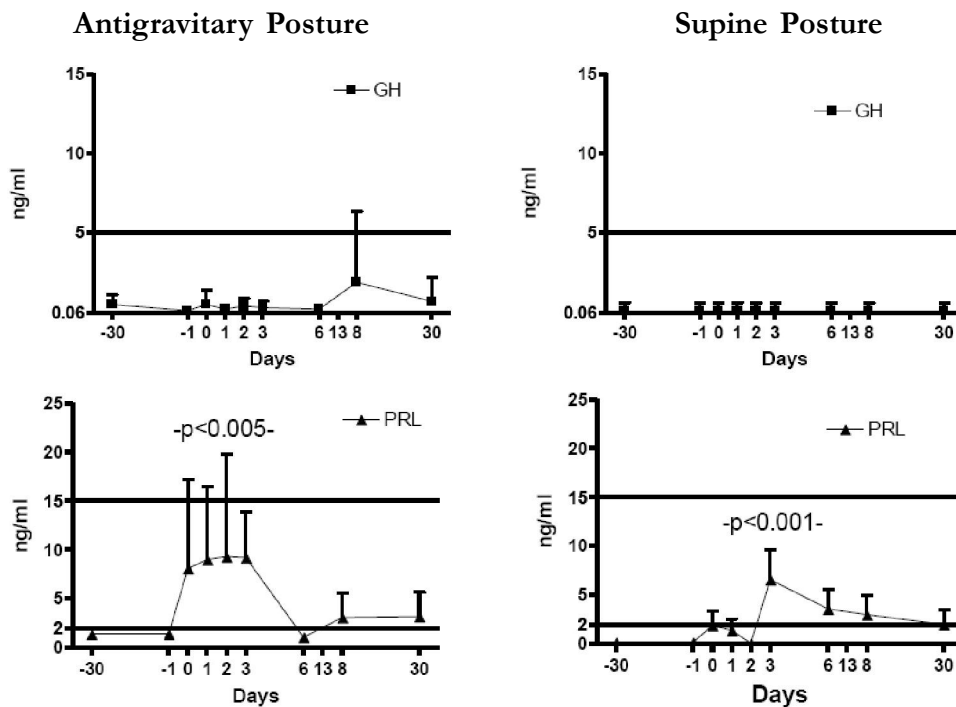 Antigravitary Posture
15
10
5
0.06
ng/ml
GH
-30 -1 0 1 2 3 6 13 8 30
Days
Supine Posture
15
10
5
0.06
ng/ml
GH
-30 -1 0 1 2 3 6 13 8 30
Days
25
20
15
10
5
2
0
ng/ml
-p<0.005-
PRL
-30 -1 0 1 2 3 6 13 8 30
Days
25
20
15
10
5
2
0
ng/ml
-p<0.001-
PRL
-30 -1 0 1 2 3 6 13 8 30
Days